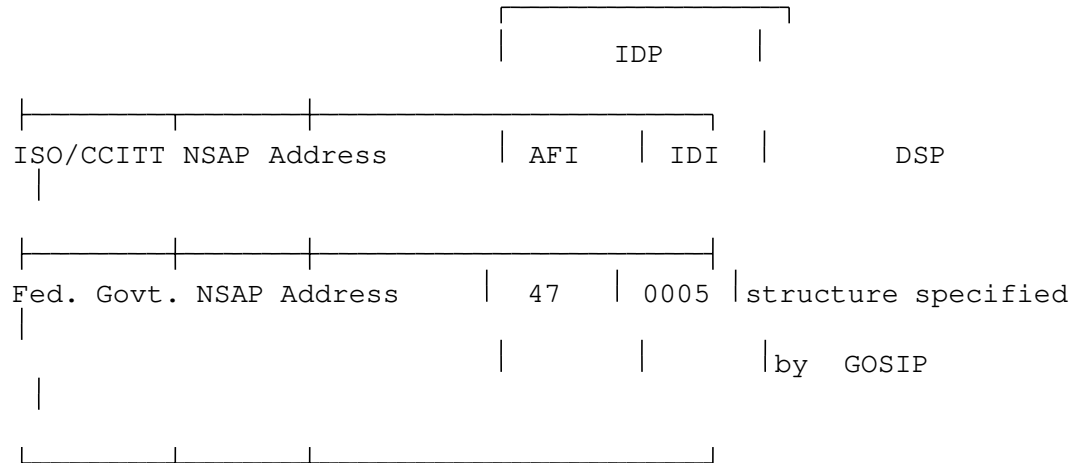 IDP
ISO/CCITT NSAP Address AFI IDI DSP
Fed. Govt. NSAP Address 47 0005 structure specified
by GOSIP